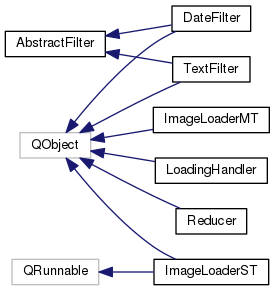 DateFilter
AbstractFilter
TextFilter
ImageLoaderMT
QObject
LoadingHandler
Reducer
QRunnable
ImageLoaderST